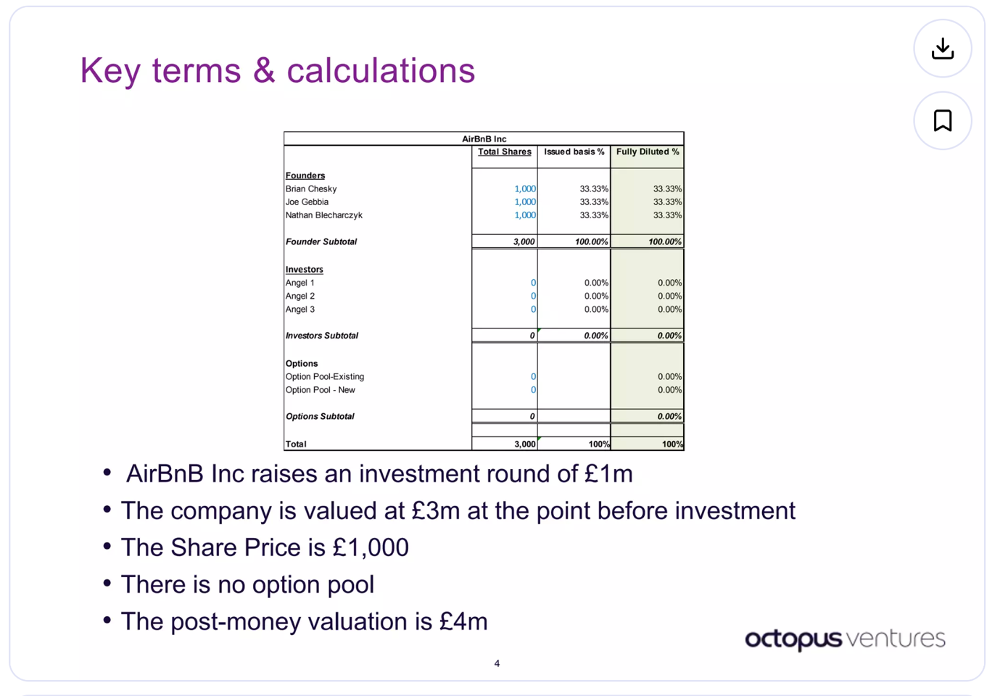 Key terms & calculations
AirBnB Inc
Total Shares Issued basis % Fully Diluted %
Founders
Brian Chesky 1,000 33.33% 33.33%
Joe Gebbia 1,000 33.33% 33.33%
Nathan Blecharczyk 1,000 33.33% 33.33%
Founder Subtotal 3,000 100.00% 100.00%
Investors
Angel 1 0 0.00% 0.00%
Angel 2 0 0.00% 0.00%
Angel 3 0 0.00% 0.00%
Investors Subtotal 0 0.00% 0.00%
Options
Option Pool-Existing 0 0.00%
Option Pool - New 0 0.00%
Options Subtotal 0 0.00%
Total 3,000 100% 100%
• AirBnB Inc raises an investment round of £1m
• The company is valued at £3m at the point before investment
• The Share Price is £1,000
• There is no option pool
• The post-money valuation is £4m
octopus ventures
4